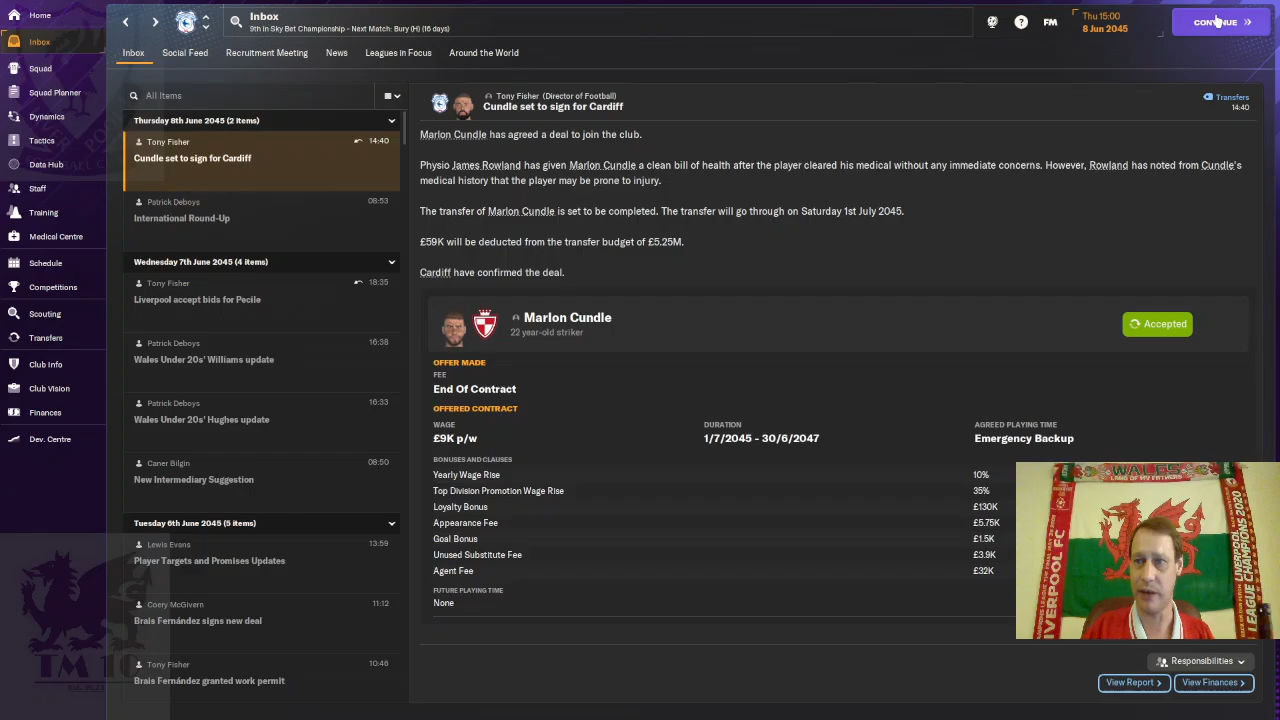 Home
Inbox
Squad
Squad Planner
Dynamics
Tactics
Data Hub
Staff
Training
Medical Centre
Schedule
Competitions
Scouting
Transfers
Club Info
Club Vision
Finances
Dev. Centre
TM 10
Inbox
9th in Sky Bet Championship - Next Match: Bury (H) (16 days)
FM
Thu 15:00
8 Jun 2045
CONTINUE
Inbox
Social Feed
Recruitment Meeting
News
Leagues in Focus
Around the World
All Items
Thursday 8th June 2045 (2 Items)
Tony Fisher 14:40
Cundle set to sign for Cardiff
Patrick Deboys 08:53
International Round-Up
Wednesday 7th June 2045 (4 items)
Tony Fisher 18:35
Liverpool accept bids for Pecile
Patrick Deboys 16:38
Wales Under 20s' Williams update
Patrick Deboys 16:33
Wales Under 20s' Hughes update
Caner Bilgin 08:50
New Intermediary Suggestion
Tuesday 6th June 2045 (5 items)
Lewis Evans 13:59
Player Targets and Promises Updates
Coery McGivern 11:12
Brais Fernández signs new deal
Tony Fisher 10:46
Brais Fernández granted work permit
Tony Fisher (Director of Football)
Cundle set to sign for Cardiff
Transfers
14:40
Marlon Cundle has agreed a deal to join the club.
Physio James Rowland has given Marlon Cundle a clean bill of health after the player cleared his medical without any immediate concerns. However, Rowland has noted from Cundle's
medical history that the player may be prone to injury.
The transfer of Marlon Cundle is set to be completed. The transfer will go through on Saturday 1st July 2045.
£59K will be deducted from the transfer budget of £5.25M.
Cardiff have confirmed the deal.
Marlon Cundle
22 year-old striker
Accepted
OFFER MADE
FEE
End Of Contract
OFFERED CONTRACT
WAGE DURATION AGREED PLAYING TIME
£9K p/w 1/7/2045 - 30/6/2047 Emergency Backup
BONUSES AND CLAUSES
Yearly Wage Rise 10%
Top Division Promotion Wage Rise 35%
Loyalty Bonus £130K
Appearance Fee £5.75K
Goal Bonus £1.5K
Unused Substitute Fee £3.9K
Agent Fee £32K
FUTURE PLAYING TIME
None
WALES
LAND OF MY FATHERS
LIVERPOOL FC
LIVERPOOL FC
LEAGUE CHAMPIONS 2020
Responsibilities
View Report
View Finances